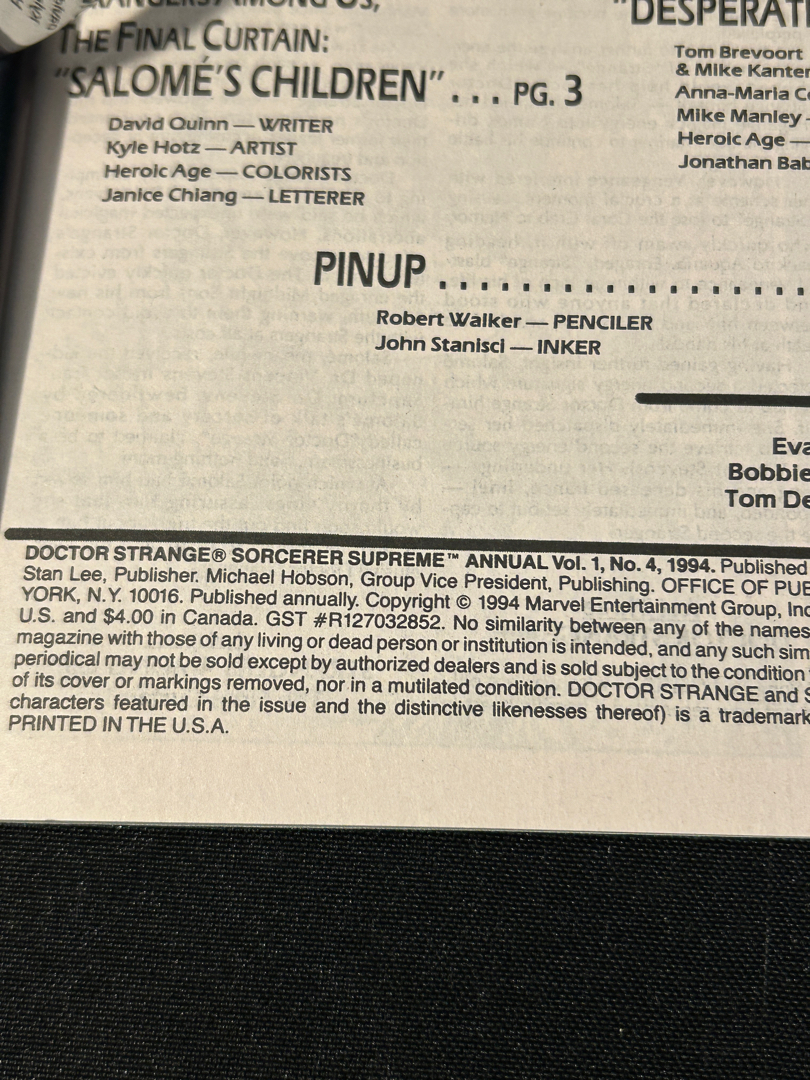 THE FINAL CURTAIN:
"SALOMÉ'S CHILDREN" . . . PG. 3
David Quinn — WRITER
Kyle Hotz — ARTIST
Heroic Age — COLORISTS
Janice Chiang — LETTERER
"DESPERATI
Tom Brevoort
& Mike Kanter
Anna-Maria Co
Mike Manley -
Heroic Age —
Jonathan Bab
PINUP . . . . . . . . . . . . . . . . . .
Robert Walker — PENCILER
John Stanisci — INKER
Eva
Bobbie
Tom De
DOCTOR STRANGE® SORCERER SUPREME™ ANNUAL Vol. 1, No. 4, 1994. Published
Stan Lee, Publisher. Michael Hobson, Group Vice President, Publishing. OFFICE OF PUB
YORK, N.Y. 10016. Published annually. Copyright © 1994 Marvel Entertainment Group, Inc
U.S. and $4.00 in Canada. GST #R127032852. No similarity between any of the names
magazine with those of any living or dead person or institution is intended, and any such sim
periodical may not be sold except by authorized dealers and is sold subject to the condition
of its cover or markings removed, nor in a mutilated condition. DOCTOR STRANGE and S
characters featured in the issue and the distinctive likenesses thereof) is a trademark
PRINTED IN THE U.S.A.